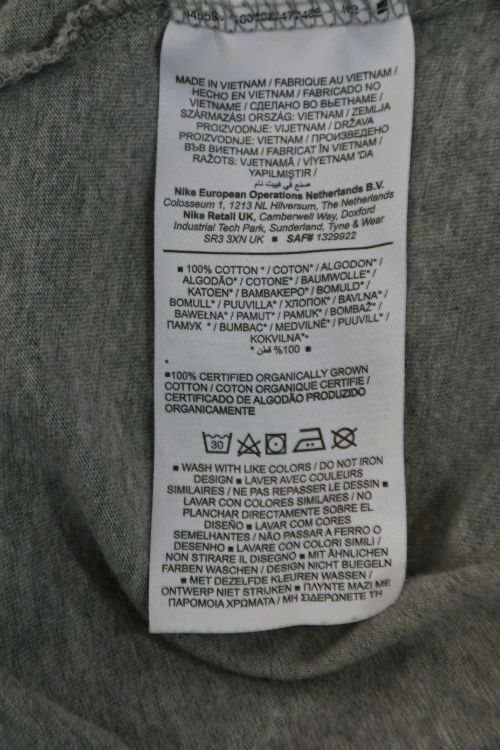 MADE IN VIETNAM / FABRIQUE AU VIETNAM /
HECHO EN VIETNAM / FABRICADO NO
VIETNAME / СДЕЛАНО ВО ВЬЕТНАМЕ /
SZÁRMAZÁSI ORSZÁG: VIETNAM / ZEMLJA
PROIZVODNJE: VIJETNAM / DRŽAVA
PROIZVODNJE: VIETNAM / ПРОИЗВЕДЕНО
ВЪВ ВИЕТНАМ / FABRICAT ÎN VIETNAM /
RAŽOTS: VJETNAMĀ / VİYETNAM 'DA
YAPILMIŞTIR /
صنع في فييت نام
Nike European Operations Netherlands B.V.
Colosseum 1, 1213 NL Hilversum, The Netherlands
Nike Retail UK, Camberwell Way, Doxford
Industrial Tech Park, Sunderland, Tyne & Wear
SR3 3XN UK ■ SAF# 1329922
■ 100% COTTON * / COTON* / ALGODON* /
ALGODÃO* / COTONE* / BAUMWOLLE* /
KATOEN* / ΒΑΜΒΑΚΕΡΟ* / BOMULD* /
BOMULL* / PUUVILLA* / ХЛОПОК* / BAVLNA* /
BAWEŁNA* / PAMUT* / PAMUK* / BOMBAŽ* /
ПАМУК * / BUMBAC* / MEDVILNĖ* / PUUVILL* /
KOKVILNA*
%100 قطن* ■
*
■100% CERTIFIED ORGANICALLY GROWN
COTTON / COTON ORGANIQUE CERTIFIE /
CERTIFICADO DE ALGODÃO PRODUZIDO
ORGANICAMENTE
30
■ WASH WITH LIKE COLORS / DO NOT IRON
DESIGN ■ LAVER AVEC COULEURS
SIMILAIRES / NE PAS REPASSER LE DESSIN ■
LAVAR CON COLORES SIMILARES / NO
PLANCHAR DIRECTAMENTE SOBRE EL
DISEÑO ■ LAVAR COM CORES
SEMELHANTES / NÃO PASSAR A FERRO O
DESENHO ■ LAVARE CON COLORI SIMILI /
NON STIRARE IL DISEGNO ■ MIT ÄHNLICHEN
FARBEN WASCHEN / DESIGN NICHT BUEGELN
■ MET DEZELFDE KLEUREN WASSEN /
ONTWERP NIET STRIJKEN ■ ΠΛΥΝΤΕ ΜΑΖΙ ΜΕ
ΠΑΡΟΜΟΙΑ ΧΡΩΜΑΤΑ / ΜΗ ΣΙΔΕΡΩΝΕΤΕ ΤΗ